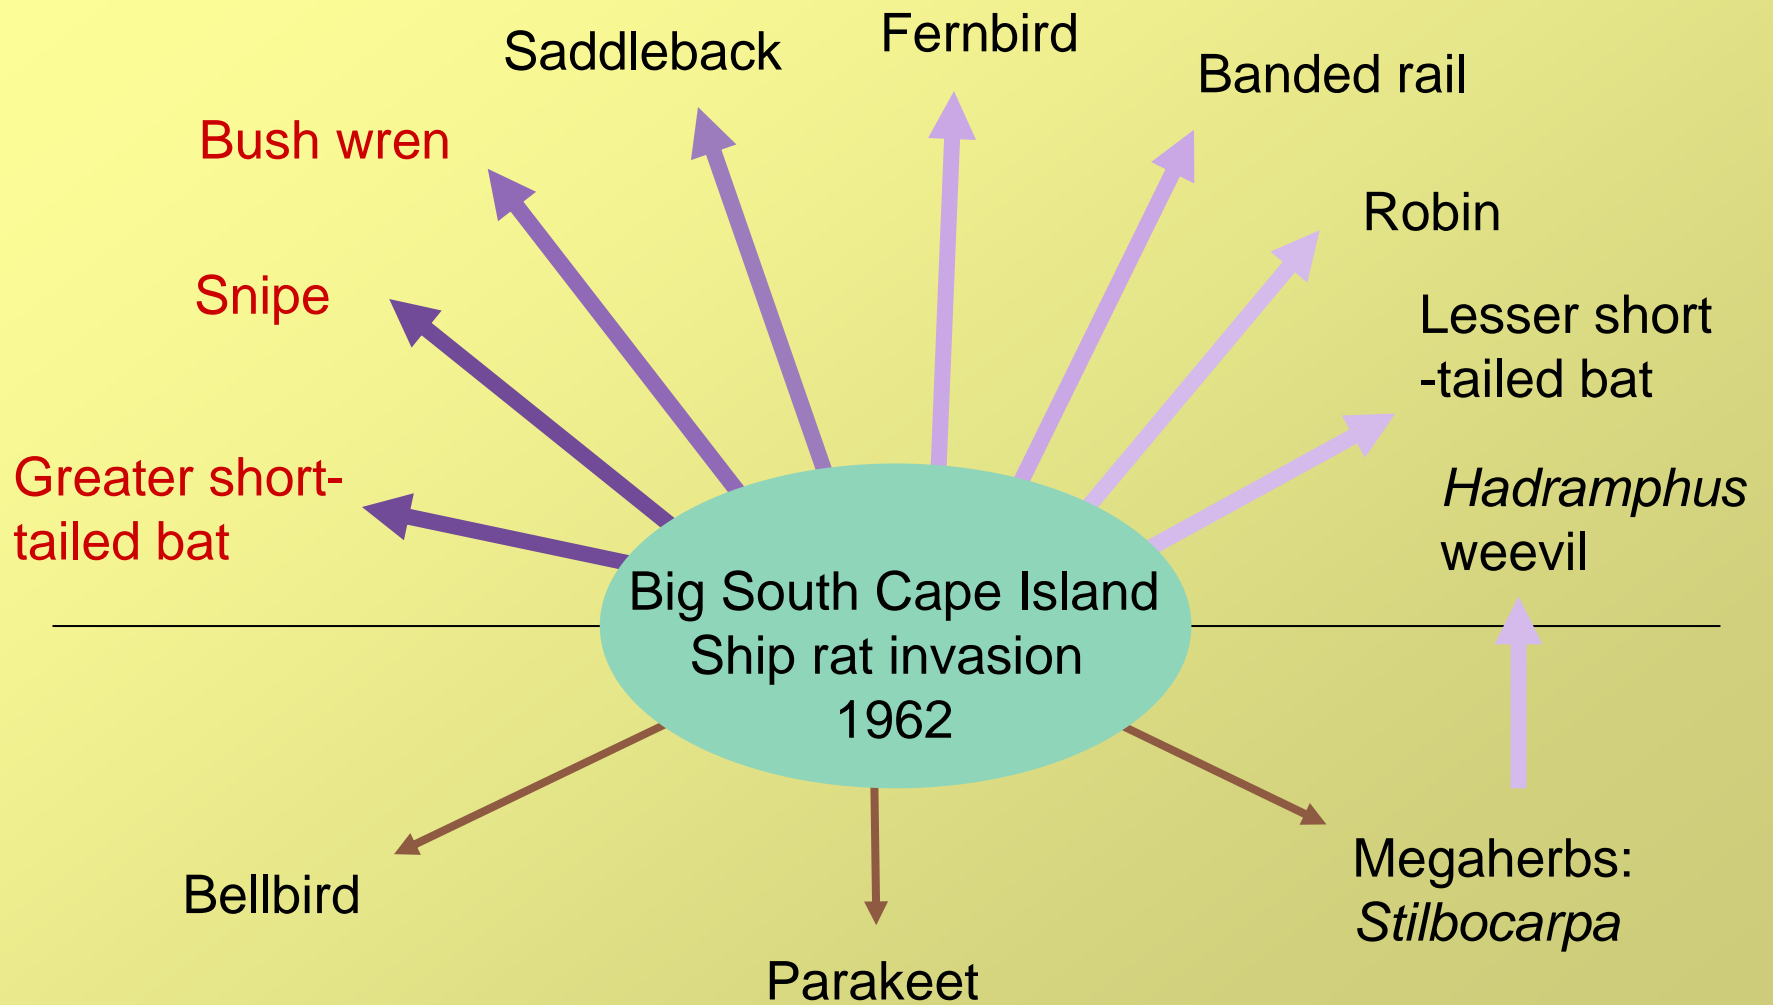 Fernbird
Saddleback
Banded rail
Bush wren
Robin
Snipe
Lesser short
-tailed bat
Greater short-
tailed bat
Hadramphus
weevil
Big South Cape Island
Ship rat invasion
1962
Bellbird
Parakeet
Megaherbs:
Stilbocarpa